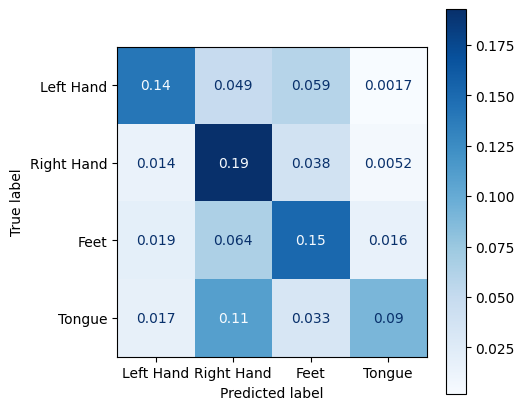 True label
Left Hand 0.14 0.049 0.059 0.0017
Right Hand 0.014 0.19 0.038 0.0052
Feet 0.019 0.064 0.15 0.016
Tongue 0.017 0.11 0.033 0.09
Left Hand Right Hand Feet Tongue
Predicted label
0.175
0.150
0.125
0.100
0.075
0.050
0.025